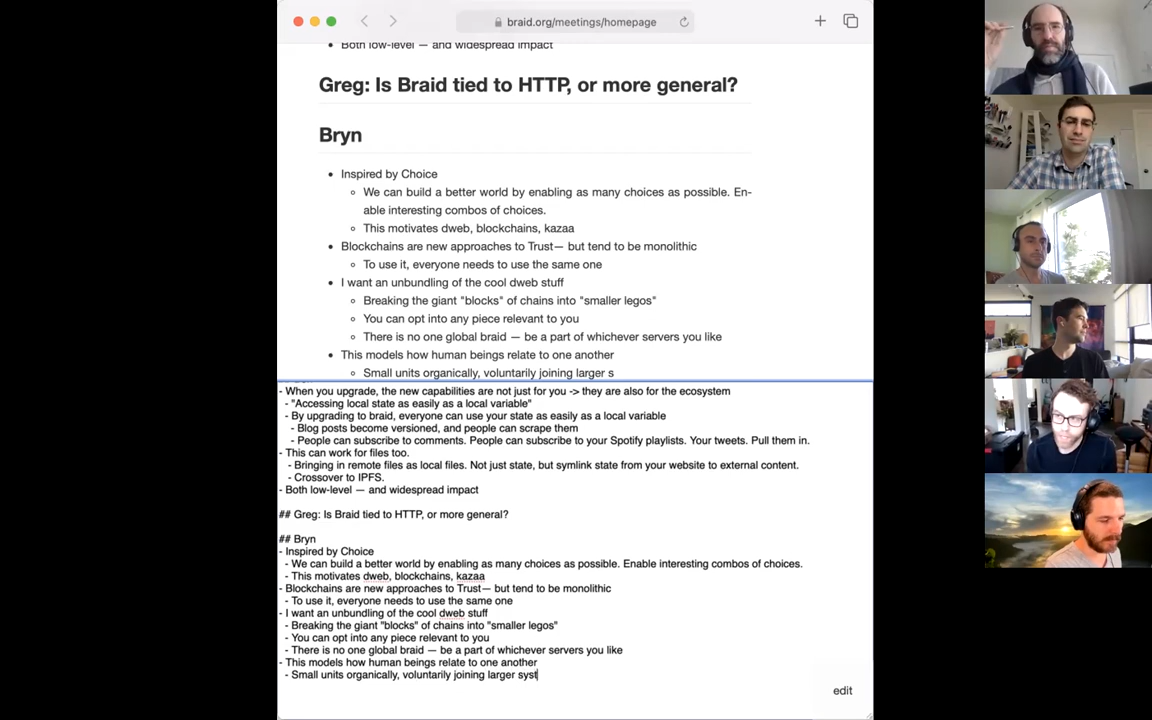 braid.org/meetings/homepage
• Both low-level — and widespread impact
Greg: Is Braid tied to HTTP, or more general?
Bryn
• Inspired by Choice
◦ We can build a better world by enabling as many choices as possible. En-
able interesting combos of choices.
◦ This motivates dweb, blockchains, kazaa
• Blockchains are new approaches to Trust— but tend to be monolithic
◦ To use it, everyone needs to use the same one
• I want an unbundling of the cool dweb stuff
◦ Breaking the giant "blocks" of chains into "smaller legos"
◦ You can opt into any piece relevant to you
◦ There is no one global braid — be a part of whichever servers you like
• This models how human beings relate to one another
◦ Small units organically, voluntarily joining larger s
- When you upgrade, the new capabilities are not just for you -> they are also for the ecosystem
- "Accessing local state as easily as a local variable"
- By upgrading to braid, everyone can use your state as easily as a local variable
- Blog posts become versioned, and people can scrape them
- People can subscribe to comments. People can subscribe to your Spotify playlists. Your tweets. Pull them in.
- This can work for files too.
- Bringing in remote files as local files. Not just state, but symlink state from your website to external content.
- Crossover to IPFS.
- Both low-level — and widespread impact
## Greg: Is Braid tied to HTTP, or more general?
## Bryn
- Inspired by Choice
- We can build a better world by enabling as many choices as possible. Enable interesting combos of choices.
- This motivates dweb, blockchains, kazaa
- Blockchains are new approaches to Trust— but tend to be monolithic
- To use it, everyone needs to use the same one
- I want an unbundling of the cool dweb stuff
- Breaking the giant "blocks" of chains into "smaller legos"
- You can opt into any piece relevant to you
- There is no one global braid — be a part of whichever servers you like
- This models how human beings relate to one another
- Small units organically, voluntarily joining larger syst
edit